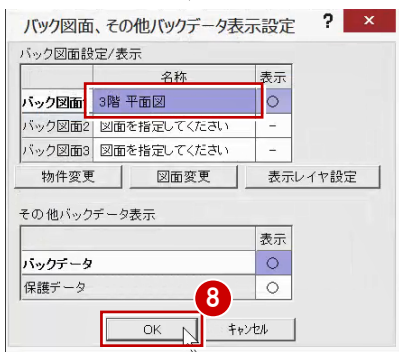 バック図面、その他バックデータ表示設定 ? ×
バック図面設定/表示
名称 表示
バック図面 3階 平面図 ○
バック図面2 図面を指定してください −
バック図面3 図面を指定してください −
物件変更 図面変更 表示レイヤ設定
その他バックデータ表示
表示
バックデータ ○
保護データ ○
8
OK キャンセル